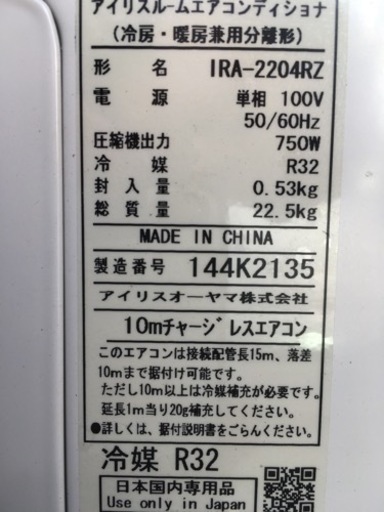 アイリスルームエアコンディショナ
(冷房・暖房兼用分離形)
形 名 IRA-2204RZ
電 源 単相 100V
50/60Hz
圧縮機出力 750W
冷 媒 R32
封 入 量 0.53kg
総 質 量 22.5kg
MADE IN CHINA
製造番号 144K2135
アイリスオーヤマ株式会社
10mチャージレスエアコン
このエアコンは接続配管長15m、落差
10mまで据付け可能です。
ただし10m以上は冷媒補充が必要です。
延長1m当り20g補充してください。
●詳しくは、据付説明書をごらんください。
冷媒 R32
日本国内専用品
Use only in Japan